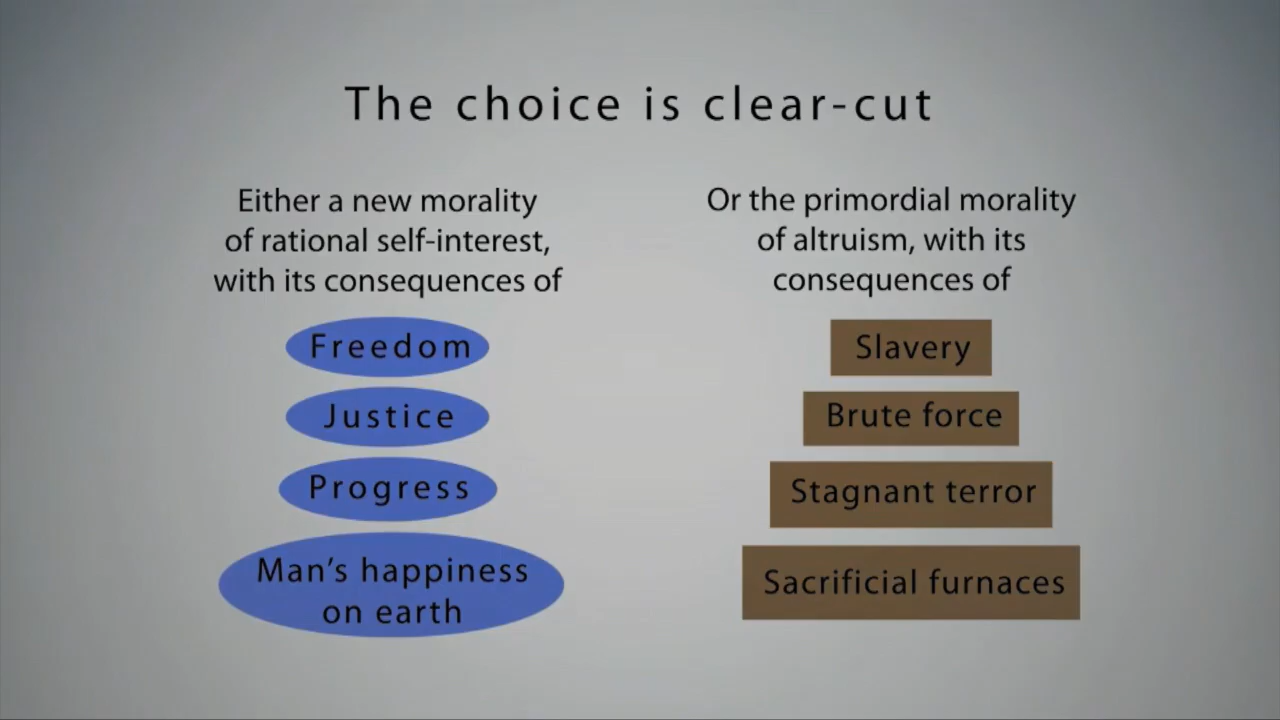 The choice is clear-cut
Either a new morality
of rational self-interest,
with its consequences of
Freedom
Justice
Progress
Man's happiness
on earth
Or the primordial morality
of altruism, with its
consequences of
Slavery
Brute force
Stagnant terror
Sacrificial furnaces